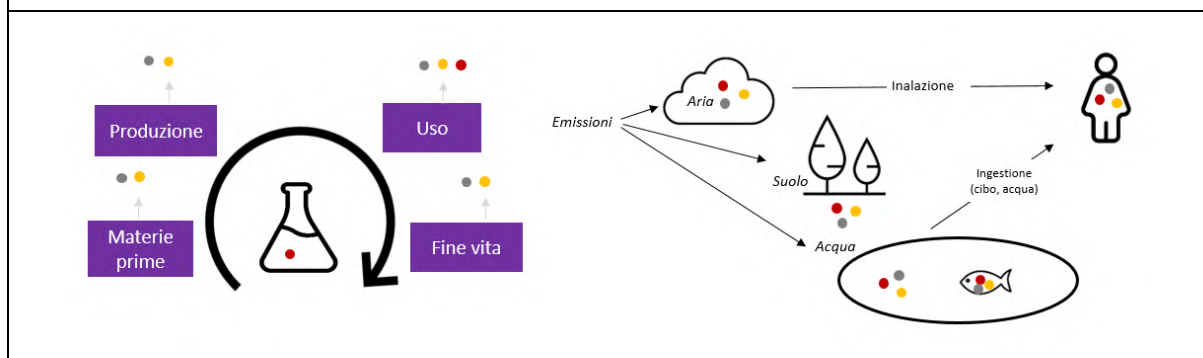 Produzione
Uso
Materie
prime
Fine vita
Emissioni
Aria
Inalazione
Suolo
Ingestione
(cibo, acqua)
Acqua